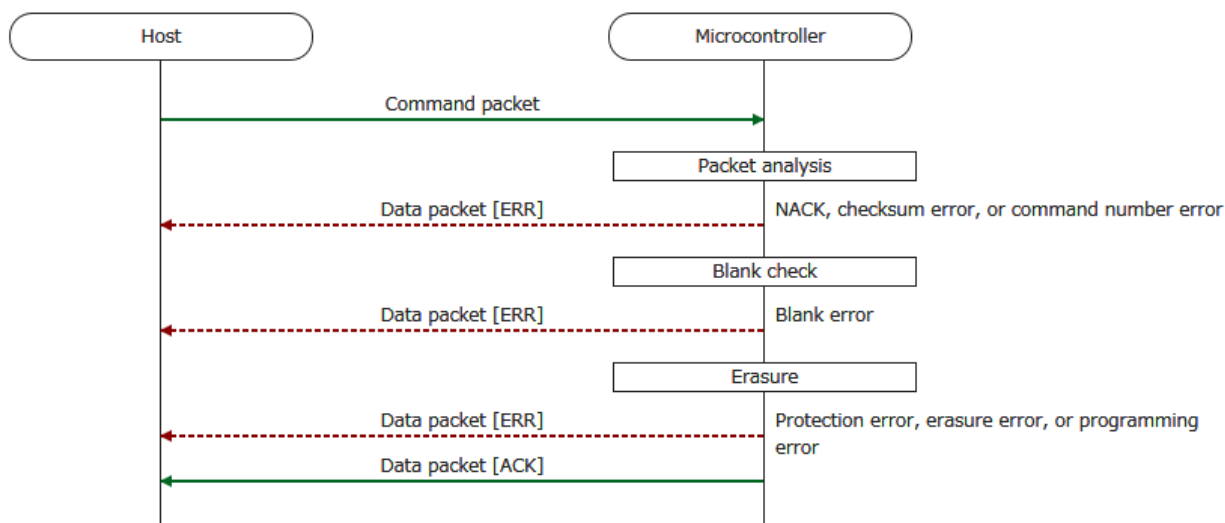 Host
Microcontroller
Command packet
Packet analysis
Data packet [ERR]
NACK, checksum error, or command number error
Blank check
Data packet [ERR]
Blank error
Erasure
Data packet [ERR]
Protection error, erasure error, or programming
error
Data packet [ACK]